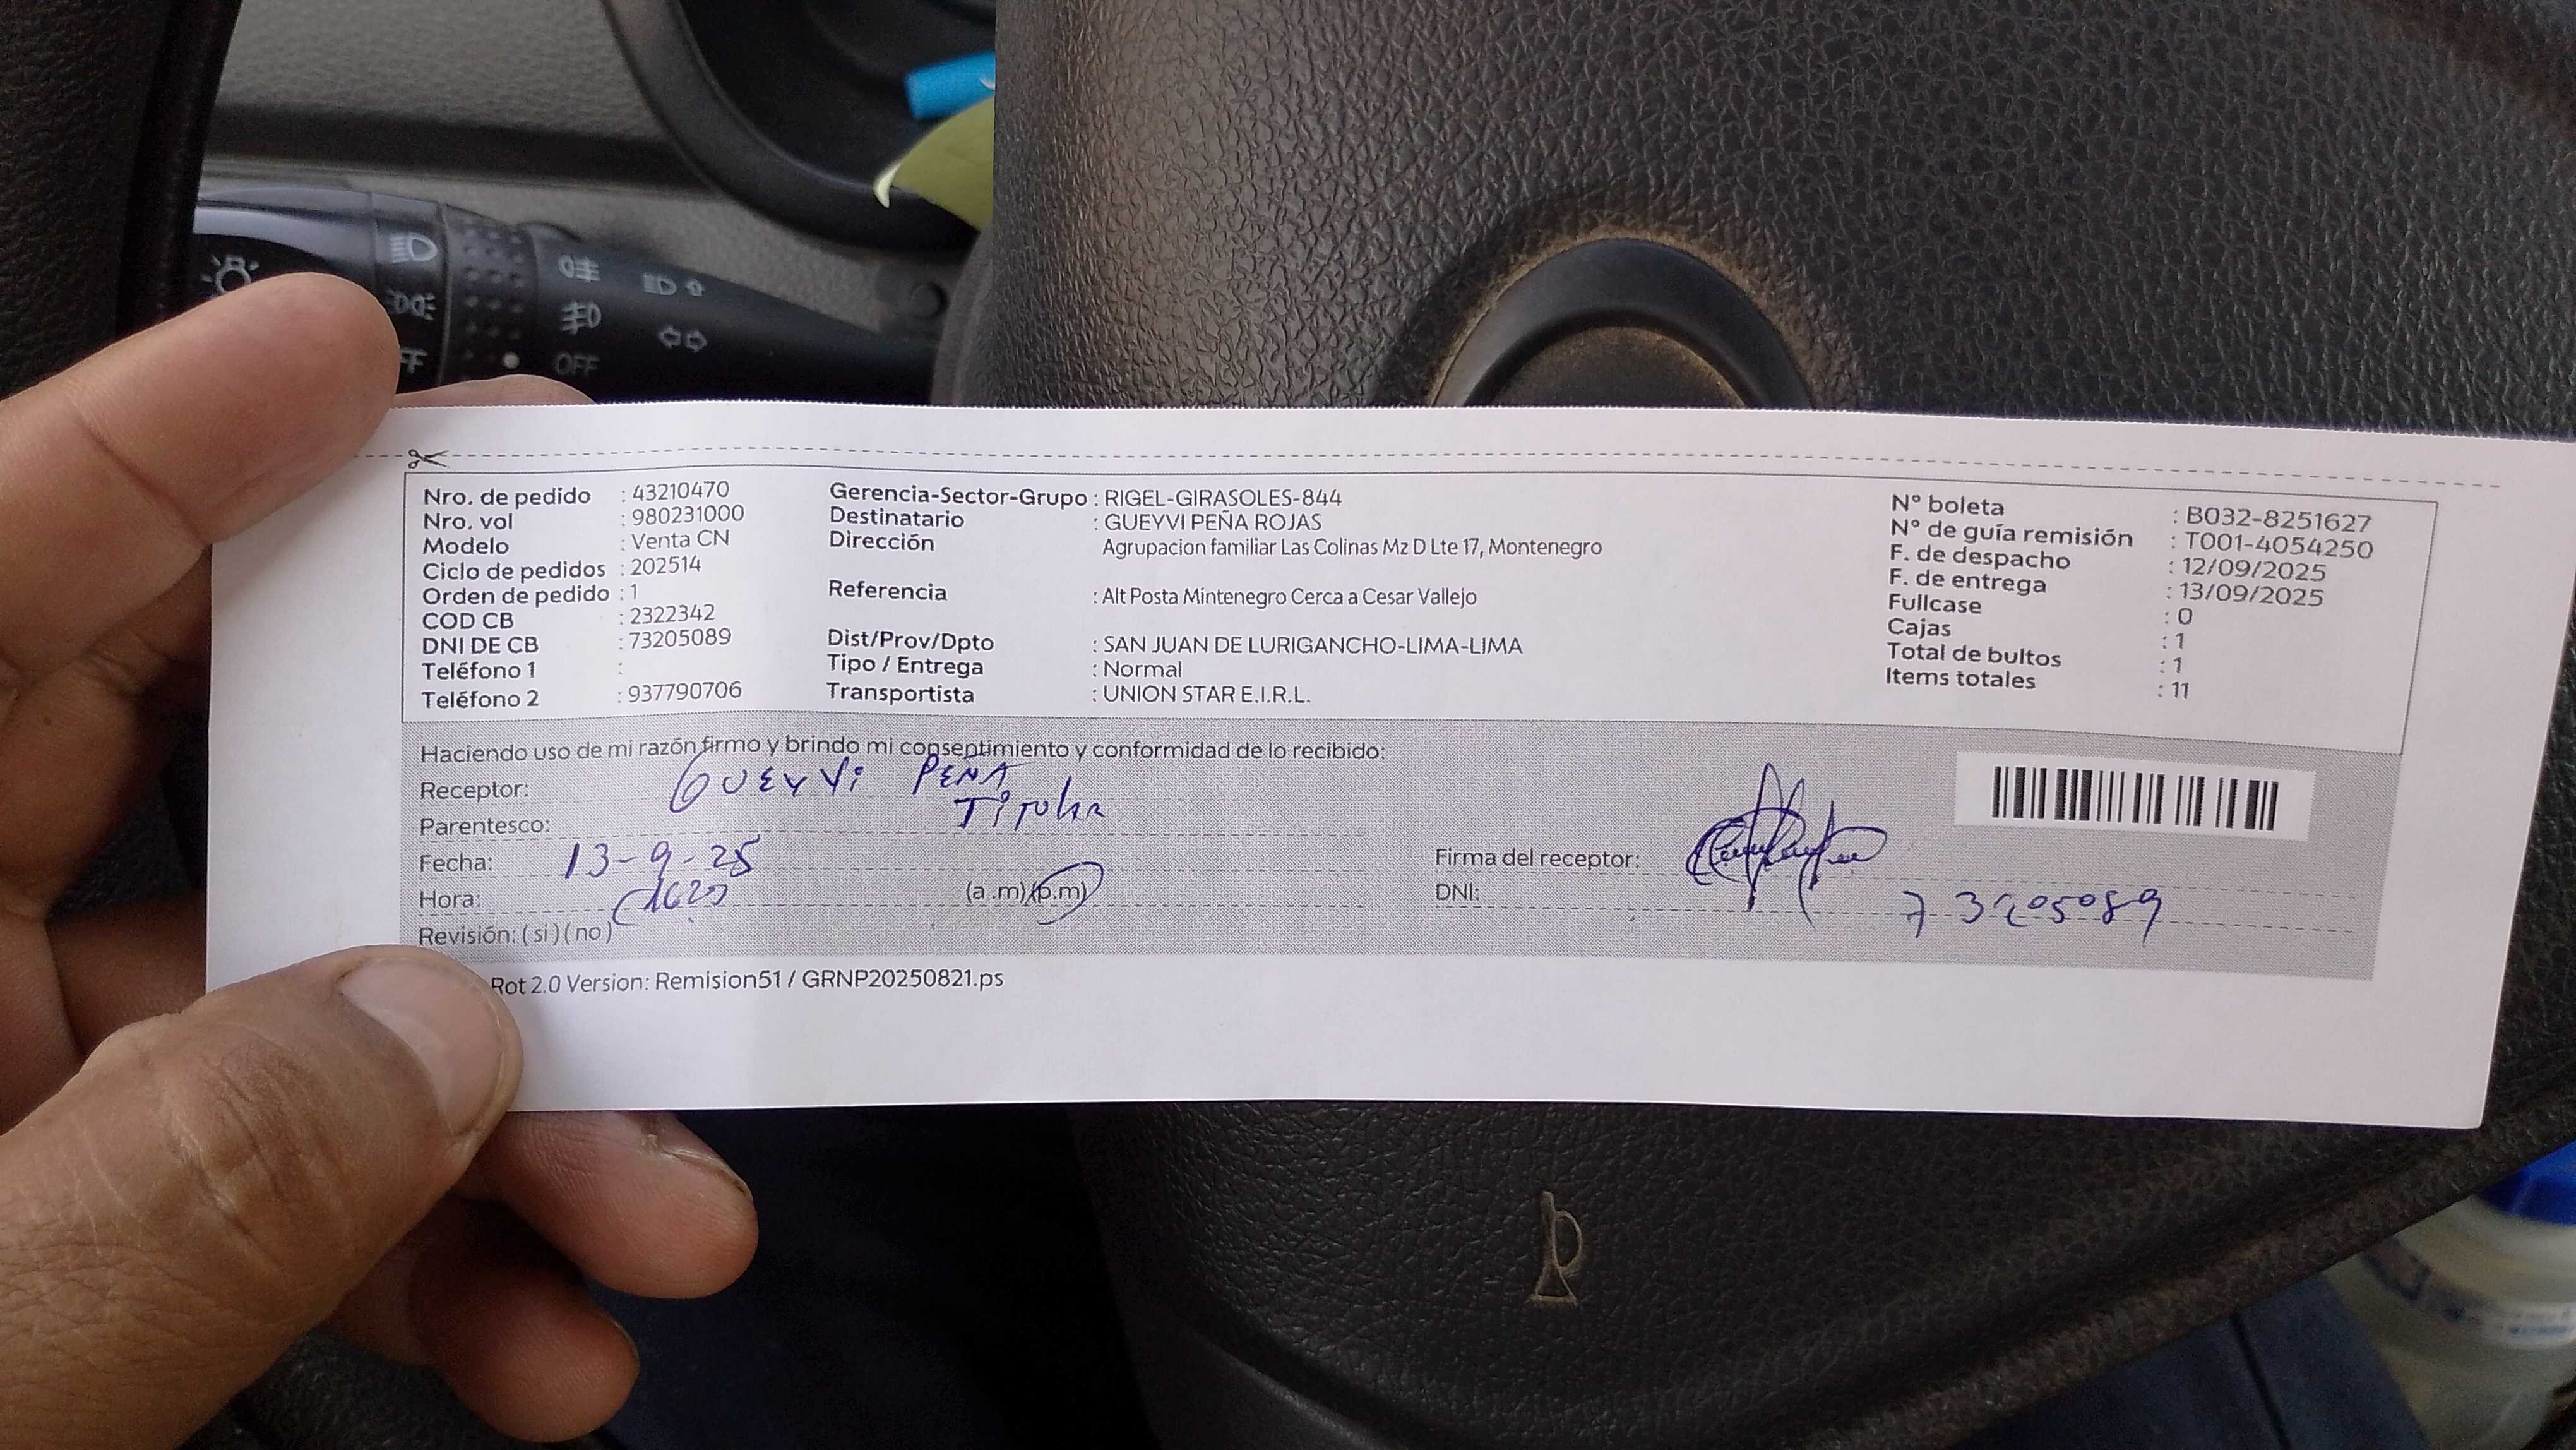 OFF
Nro. de pedido : 43210470
Nro. vol : 980231000
Modelo : Venta CN
Ciclo de pedidos : 202514
Orden de pedido : 1
COD CB : 2322342
DNI DE CB : 73205089
Teléfono 1 :
Teléfono 2 : 937790706
Gerencia-Sector-Grupo : RIGEL-GIRASOLES-844
Destinatario : GUEYVI PEÑA ROJAS
Dirección Agrupacion familiar Las Colinas Mz D Lte 17, Montenegro
Referencia : Alt Posta Mintenegro Cerca a Cesar Vallejo
Dist/Prov/Dpto : SAN JUAN DE LURIGANCHO-LIMA-LIMA
Tipo / Entrega : Normal
Transportista : UNION STAR E.I.R.L.
N° boleta : B032-8251627
N° de guía remisión : T001-4054250
F. de despacho : 12/09/2025
F. de entrega : 13/09/2025
Fullcase : 0
Cajas : 1
Total de bultos : 1
Items totales : 11
Haciendo uso de mi razón firmo y brindo mi consentimiento y conformidad de lo recibido:
Receptor: GUEYVi PEÑA
Parentesco: TiTulaR
Fecha: 13-9-25
Hora: 1620 (a.m) (p.m)
Revisión: ( si ) ( no )
Firma del receptor:
DNI: 73205089
Rot 2.0 Version: Remision51 / GRNP20250821.ps